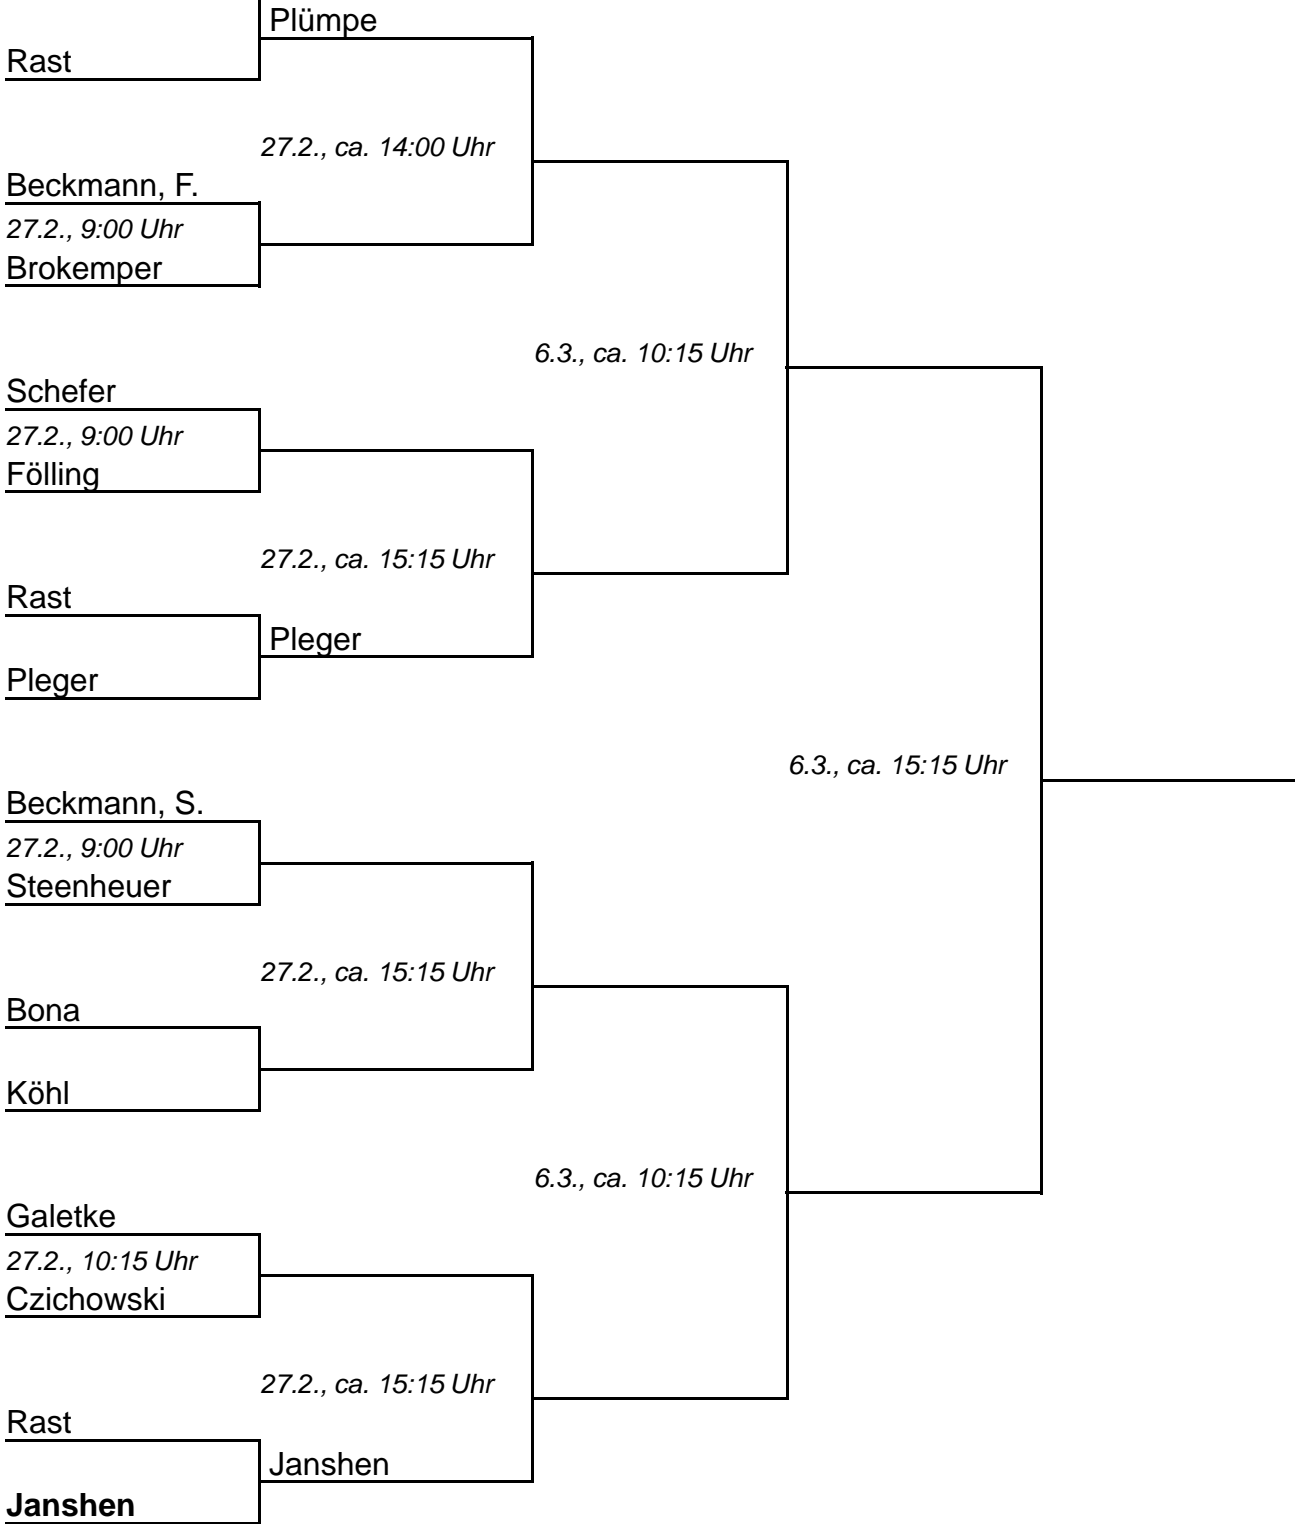 Plümpe
Rast
27.2., ca. 14:00 Uhr
Beckmann, F.
27.2., 9:00 Uhr
Brokemper
6.3., ca. 10:15 Uhr
Schefer
27.2., 9:00 Uhr
Fölling
27.2., ca. 15:15 Uhr
Rast
Pleger
Pleger
6.3., ca. 15:15 Uhr
Beckmann, S.
27.2., 9:00 Uhr
Steenheuer
27.2., ca. 15:15 Uhr
Bona
Köhl
6.3., ca. 10:15 Uhr
Galetke
27.2., 10:15 Uhr
Czichowski
27.2., ca. 15:15 Uhr
Rast
Janshen
Janshen